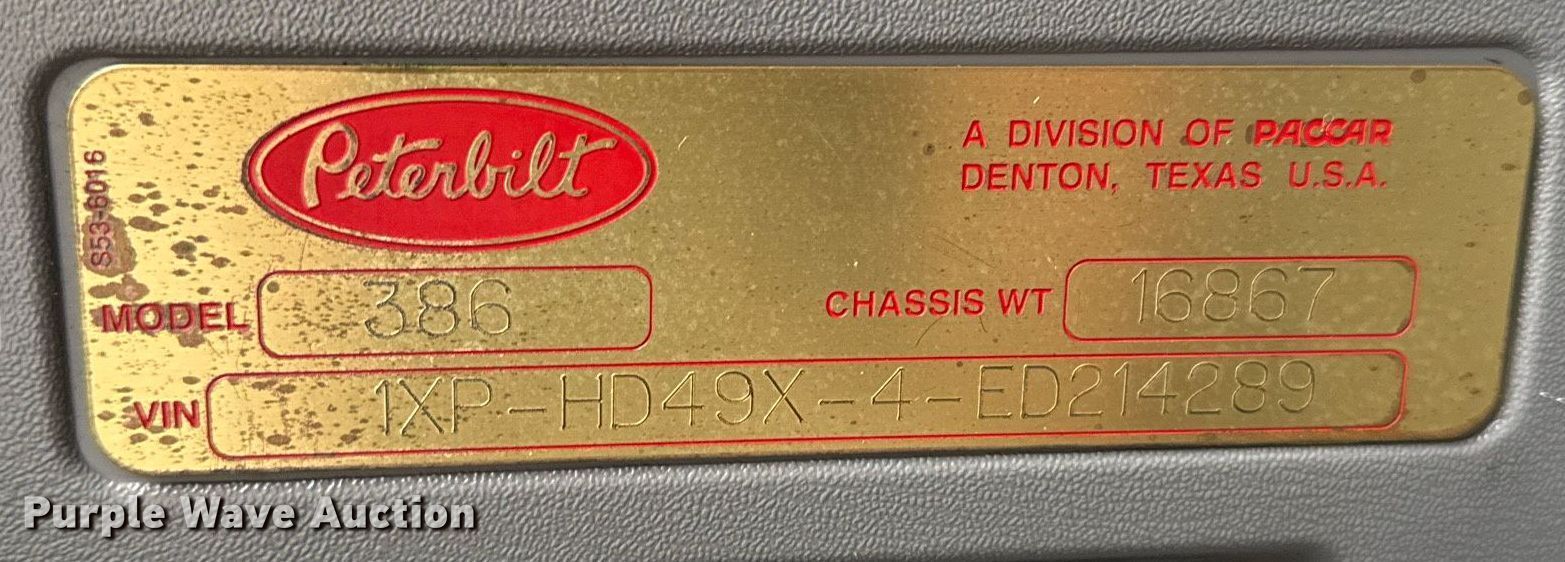 S53-6016
Peterbilt
A DIVISION OF PACCAR
DENTON, TEXAS U.S.A.
MODEL 386
CHASSIS WT 16867
VIN 1XP-HD49X-4-ED214289
Purple Wave Auction